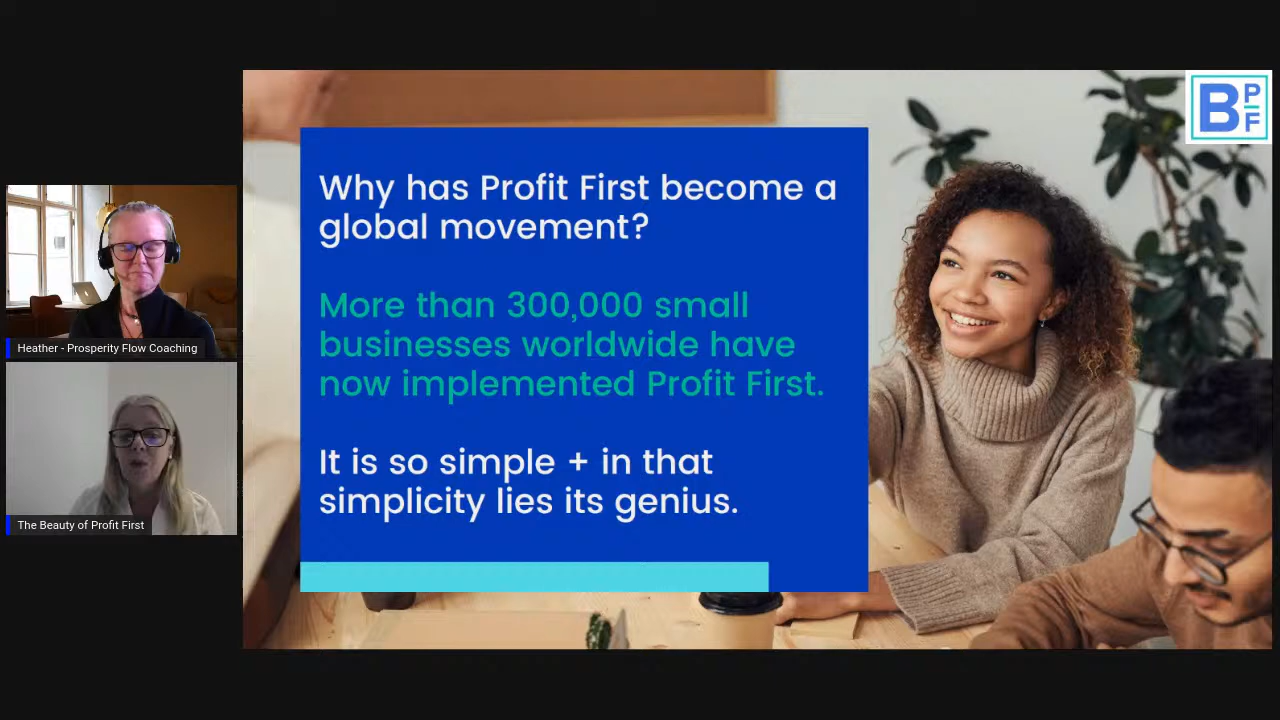 Heather - Prosperity Flow Coaching
The Beauty of Profit First
Why has Profit First become a
global movement?
More than 300,000 small
businesses worldwide have
now implemented Profit First.
It is so simple + in that
simplicity lies its genius.
BPF